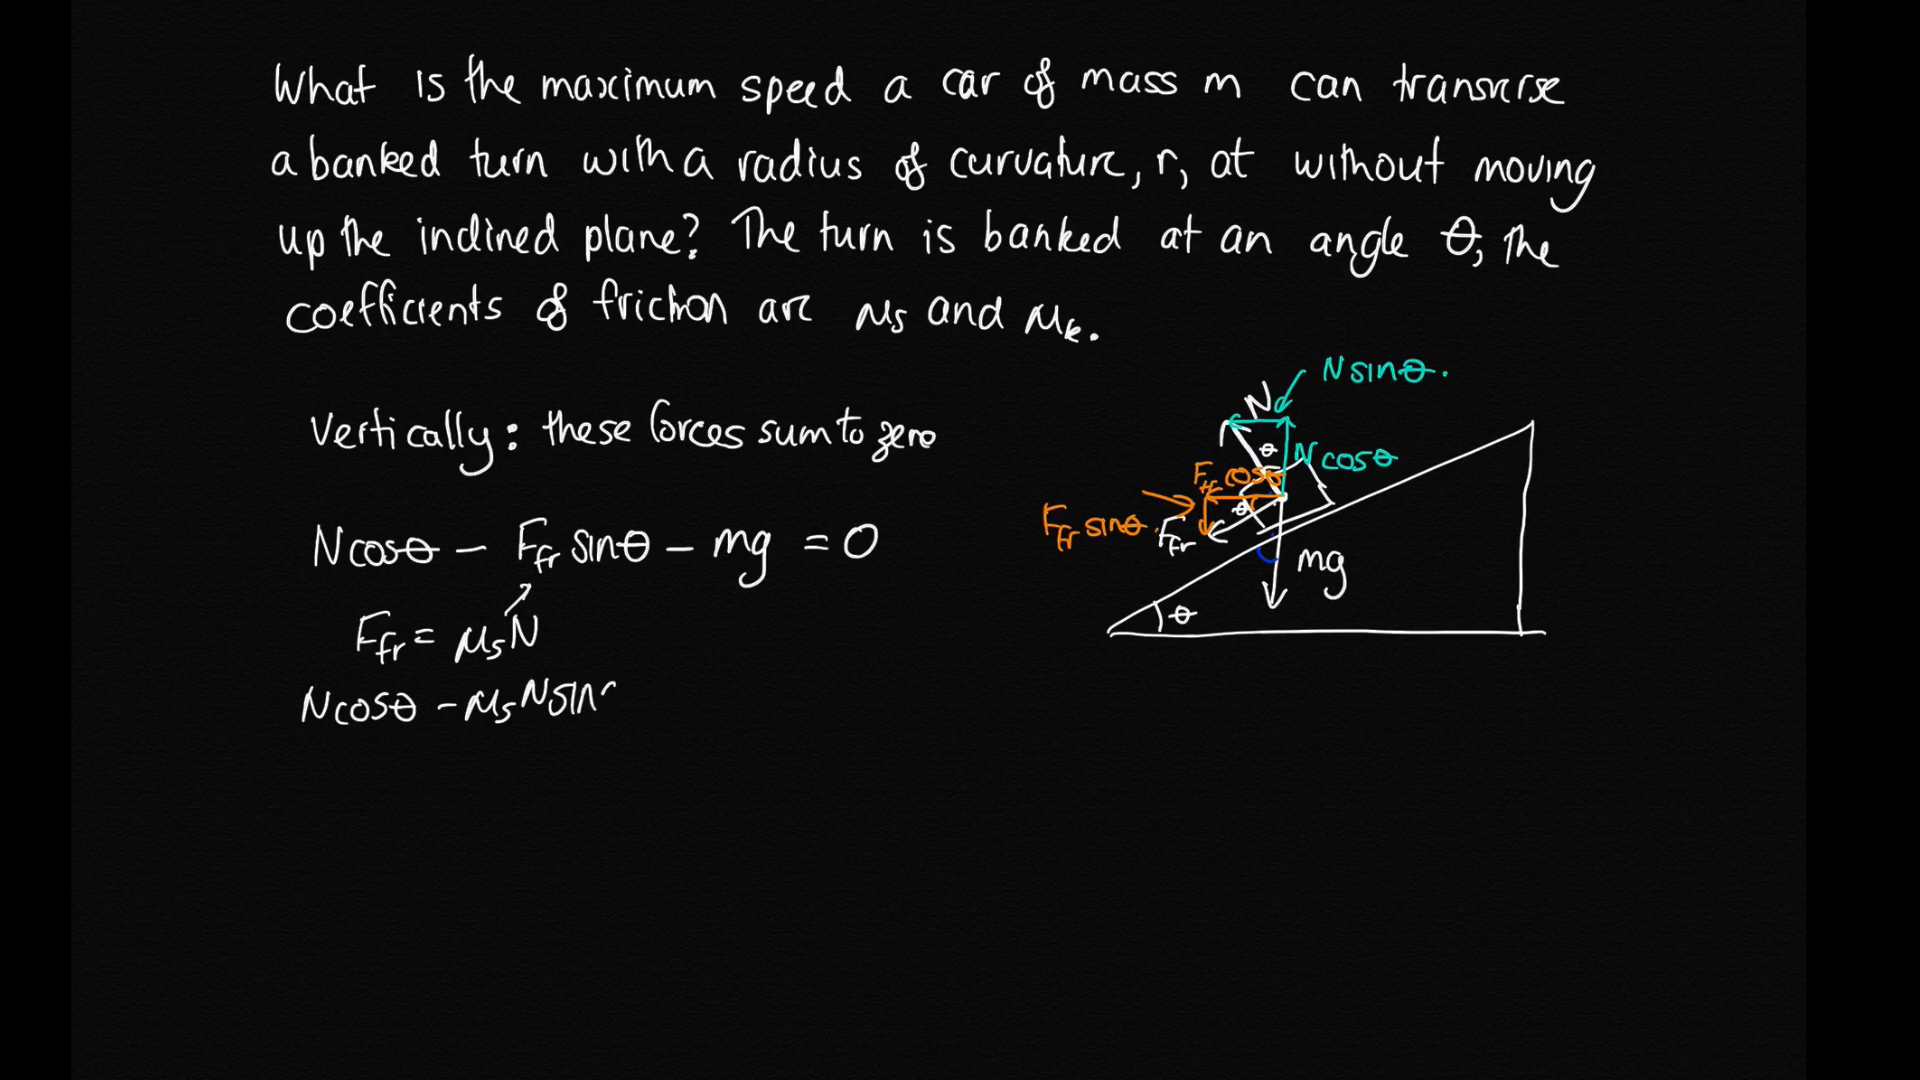 What is the maximum speed a car of mass m can transverse
a banked turn with a radius of curvature, r, at without moving
up the inclined plane? The turn is banked at an angle θ, the
coefficients of friction are μs and μk.
Nsinθ.
N
θ
Ncosθ
Vertically: these forces sum to zero
Ffr cosθ
θ
Ffr sinθ.
Ffr
Ncosθ - Ffr sinθ - mg = 0
mg
θ
Ffr = μsN
Ncosθ - μsNsin